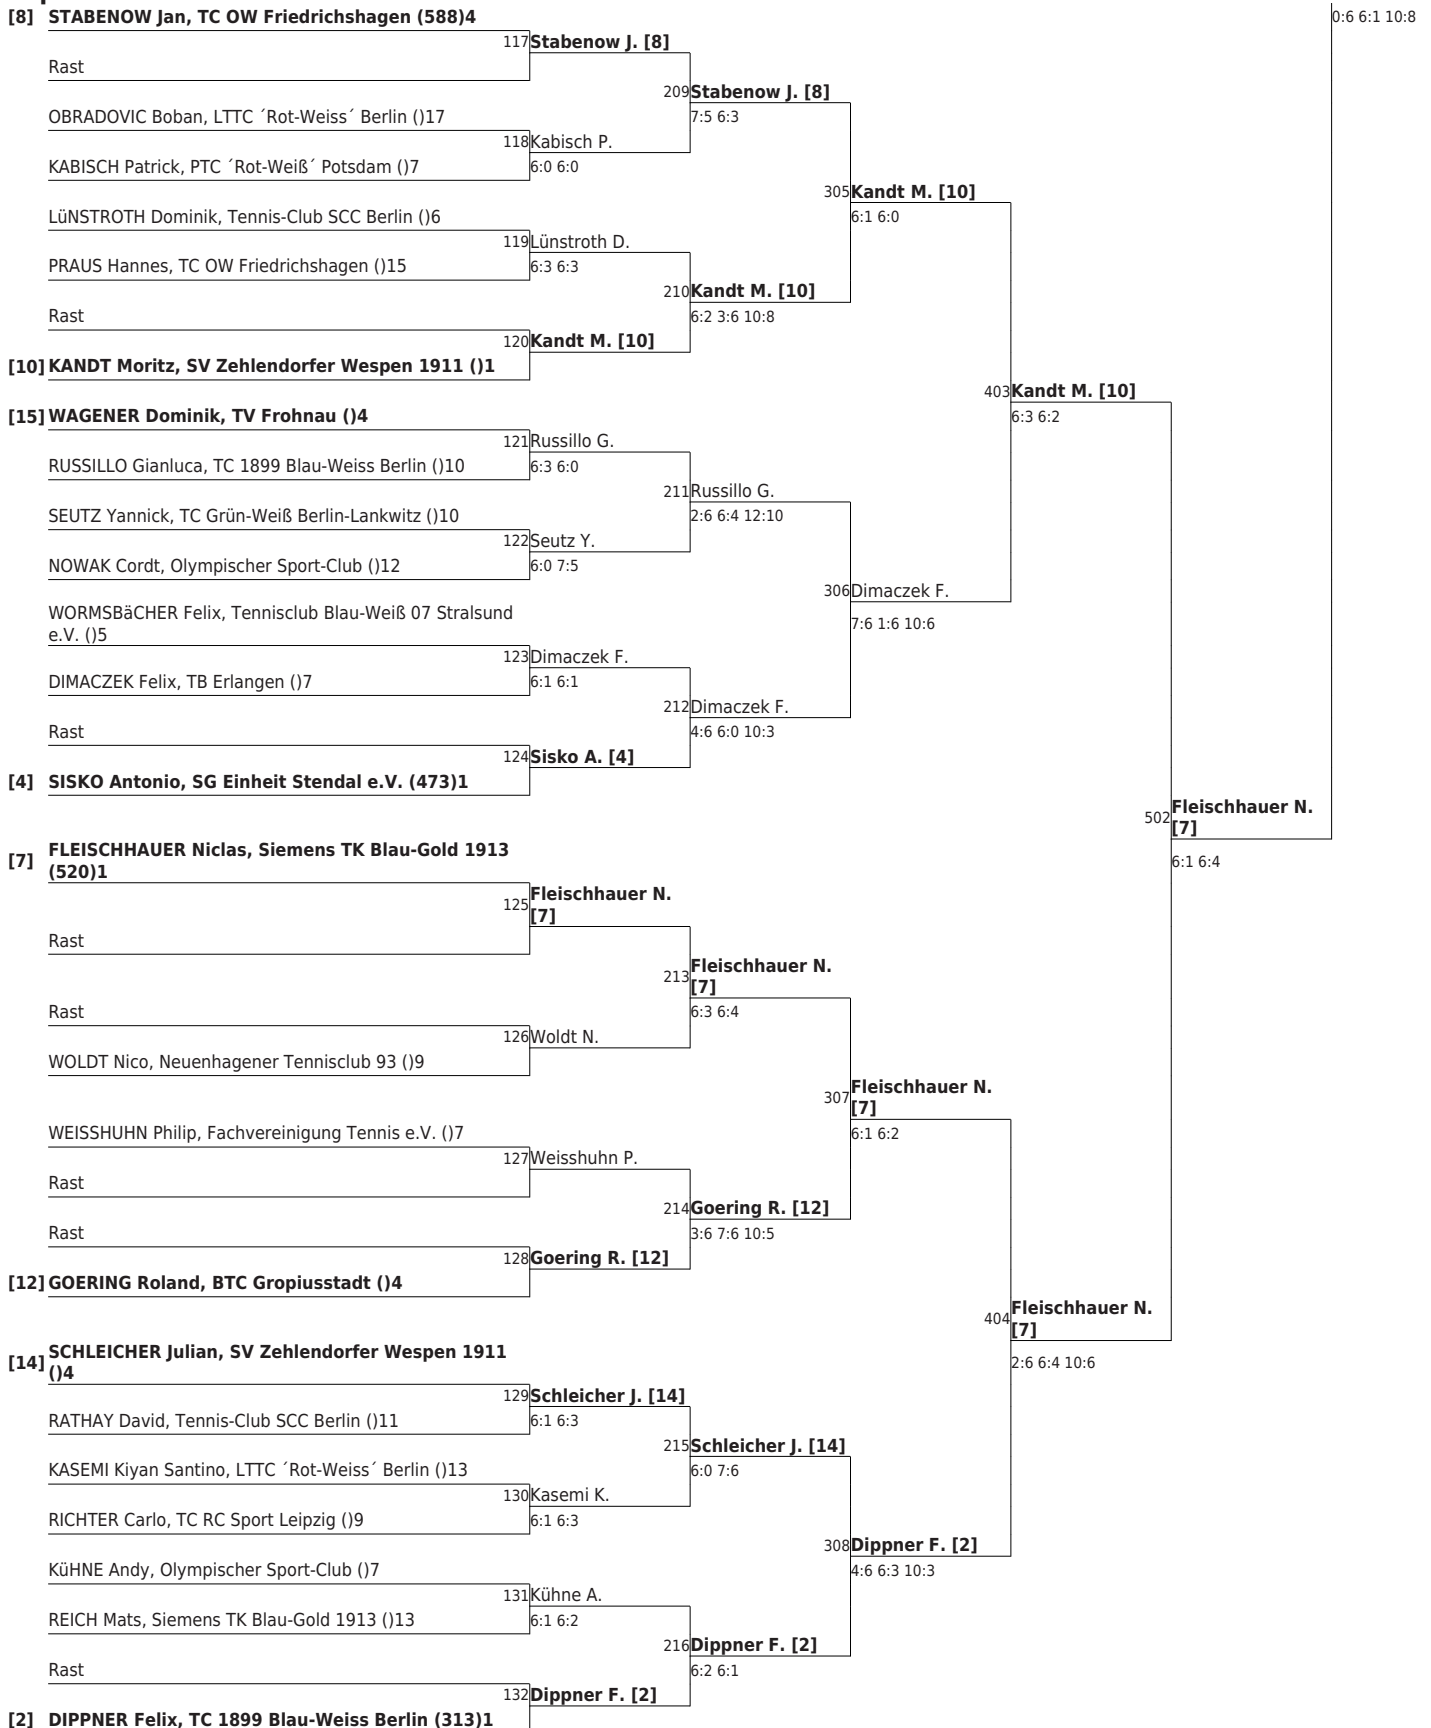 0:6 6:1 10:8
[8] STABENOW Jan, TC OW Friedrichshagen (588)4
117 Stabenow J. [8]
Rast
209 Stabenow J. [8]
7:5 6:3
OBRADOVIC Boban, LTTC ´Rot-Weiss´ Berlin ()17
118 Kabisch P.
6:0 6:0
KABISCH Patrick, PTC ´Rot-Weiß´ Potsdam ()7
305 Kandt M. [10]
6:1 6:0
LüNSTROTH Dominik, Tennis-Club SCC Berlin ()6
119 Lünstroth D.
6:3 6:3
PRAUS Hannes, TC OW Friedrichshagen ()15
210 Kandt M. [10]
6:2 3:6 10:8
Rast
120 Kandt M. [10]
[10] KANDT Moritz, SV Zehlendorfer Wespen 1911 ()1
403 Kandt M. [10]
6:3 6:2
[15] WAGENER Dominik, TV Frohnau ()4
121 Russillo G.
6:3 6:0
RUSSILLO Gianluca, TC 1899 Blau-Weiss Berlin ()10
211 Russillo G.
2:6 6:4 12:10
SEUTZ Yannick, TC Grün-Weiß Berlin-Lankwitz ()10
122 Seutz Y.
6:0 7:5
NOWAK Cordt, Olympischer Sport-Club ()12
306 Dimaczek F.
7:6 1:6 10:6
WORMSBäCHER Felix, Tennisclub Blau-Weiß 07 Stralsund
e.V. ()5
123 Dimaczek F.
6:1 6:1
DIMACZEK Felix, TB Erlangen ()7
212 Dimaczek F.
4:6 6:0 10:3
Rast
124 Sisko A. [4]
[4] SISKO Antonio, SG Einheit Stendal e.V. (473)1
502 Fleischhauer N.
[7]
6:1 6:4
[7] FLEISCHHAUER Niclas, Siemens TK Blau-Gold 1913
(520)1
125 Fleischhauer N.
[7]
Rast
213 Fleischhauer N.
[7]
6:3 6:4
Rast
126 Woldt N.
WOLDT Nico, Neuenhagener Tennisclub 93 ()9
307 Fleischhauer N.
[7]
6:1 6:2
WEISSHUHN Philip, Fachvereinigung Tennis e.V. ()7
127 Weisshuhn P.
Rast
214 Goering R. [12]
3:6 7:6 10:5
Rast
128 Goering R. [12]
[12] GOERING Roland, BTC Gropiusstadt ()4
404 Fleischhauer N.
[7]
2:6 6:4 10:6
[14] SCHLEICHER Julian, SV Zehlendorfer Wespen 1911
()4
129 Schleicher J. [14]
6:1 6:3
RATHAY David, Tennis-Club SCC Berlin ()11
215 Schleicher J. [14]
6:0 7:6
KASEMI Kiyan Santino, LTTC ´Rot-Weiss´ Berlin ()13
130 Kasemi K.
6:1 6:3
RICHTER Carlo, TC RC Sport Leipzig ()9
308 Dippner F. [2]
4:6 6:3 10:3
KüHNE Andy, Olympischer Sport-Club ()7
131 Kühne A.
6:1 6:2
REICH Mats, Siemens TK Blau-Gold 1913 ()13
216 Dippner F. [2]
6:2 6:1
Rast
132 Dippner F. [2]
[2] DIPPNER Felix, TC 1899 Blau-Weiss Berlin (313)1